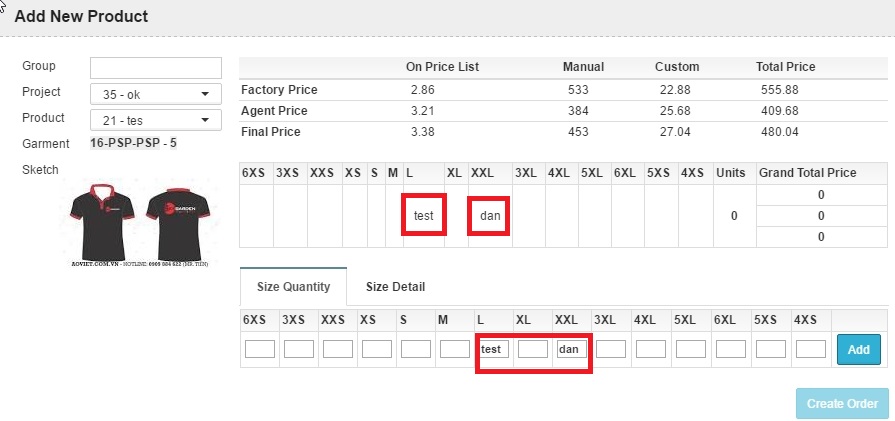 Add New Product
Group
Project 35 - ok
Product 21 - tes
Garment 16-PSP-PSP - 5
Sketch
GARDEN
AOVIET.COM.VN - HOTLINE: 0909 884 622 (MR. TIEN)
On Price List Manual Custom Total Price
Factory Price 2.86 533 22.88 555.88
Agent Price 3.21 384 25.68 409.68
Final Price 3.38 453 27.04 480.04
6XS 3XS XXS XS S M L XL XXL 3XL 4XL 5XL 6XL 5XS 4XS Units Grand Total Price
0
test dan 0 0
0
Size Quantity Size Detail
6XS 3XS XXS XS S M L XL XXL 3XL 4XL 5XL 6XL 5XS 4XS
test dan Add
Create Order